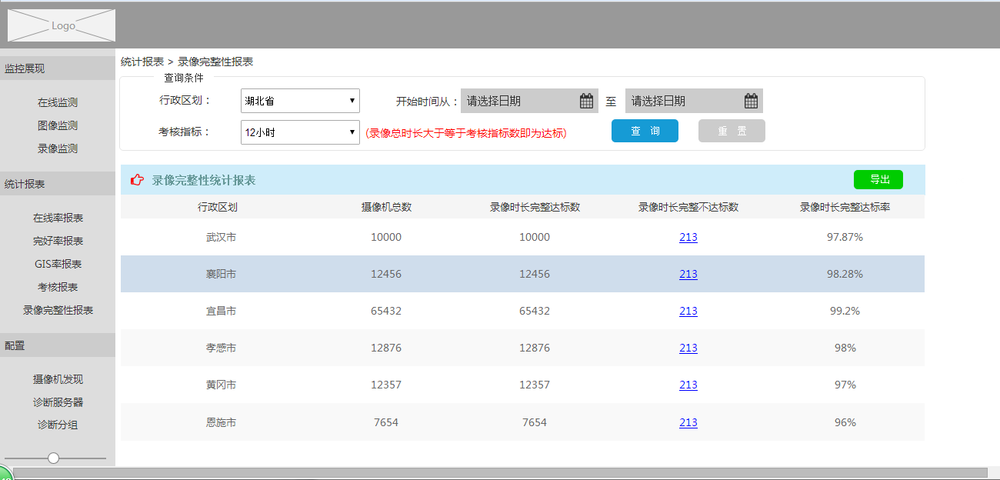 Logo
监控展现
在线监测
图像监测
录像监测
统计报表
在线率报表
完好率报表
GIS率报表
考核报表
录像完整性报表
配置
摄像机发现
诊断服务器
诊断分组
统计报表 > 录像完整性报表
查询条件
行政区划： 湖北省 开始时间从： 请选择日期 至 请选择日期
考核指标： 12小时 (录像总时长大于等于考核指标数即为达标) 查 询 重 置
录像完整性统计报表 导出
行政区划 摄像机总数 录像时长完整达标数 录像时长完整不达标数 录像时长完整达标率
武汉市 10000 10000 213 97.87%
襄阳市 12456 12456 213 98.28%
宜昌市 65432 65432 213 99.2%
孝感市 12876 12876 213 98%
黄冈市 12357 12357 213 97%
恩施市 7654 7654 213 96%